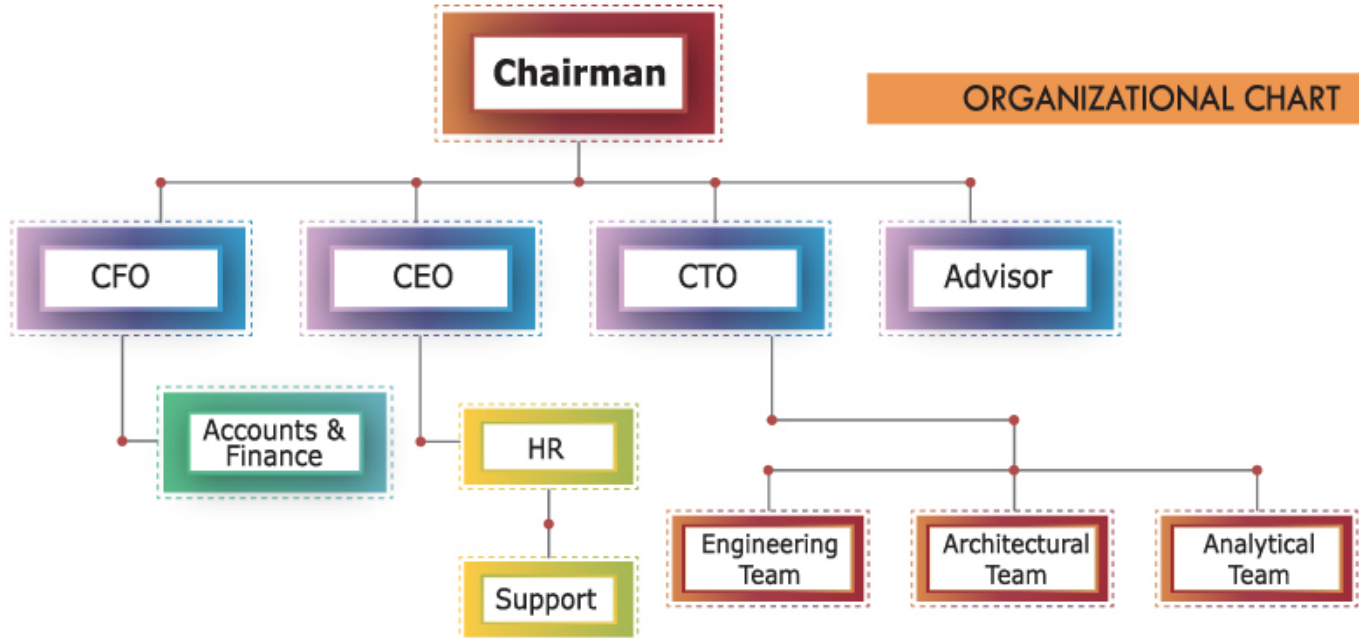 Chairman
ORGANIZATIONAL CHART
CFO
CEO
CTO
Advisor
Accounts &
Finance
HR
Support
Engineering
Team
Architectural
Team
Analytical
Team